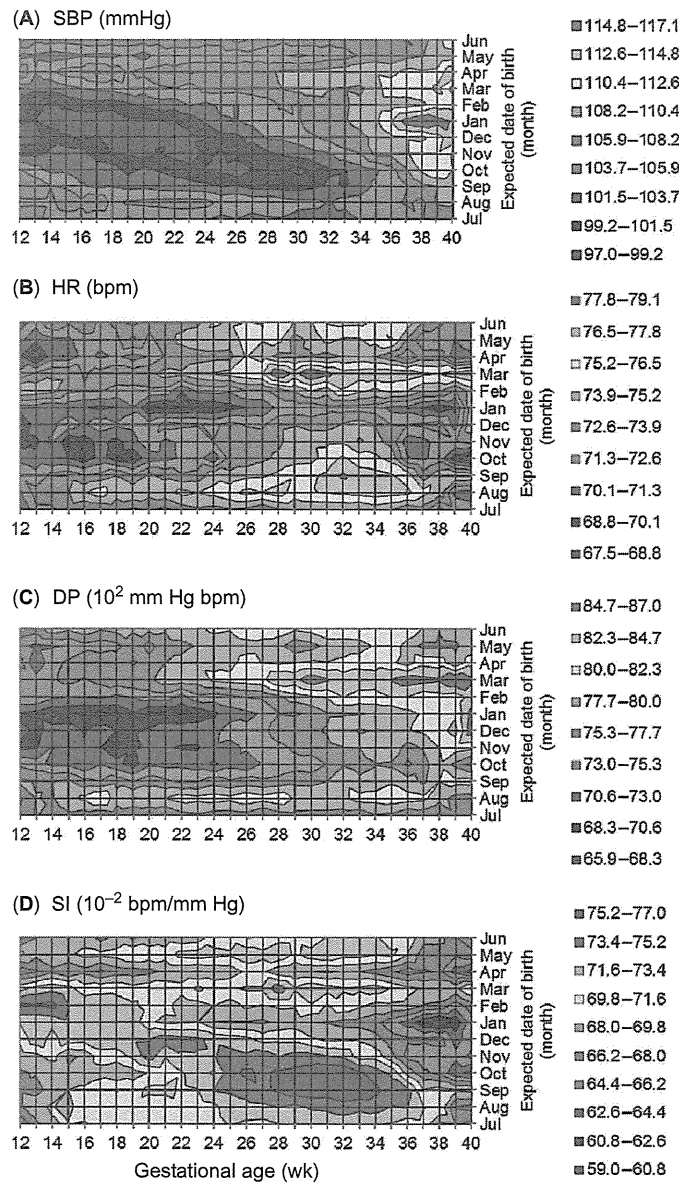 (A) SBP (mmHg)
Jun
May
Apr
Mar
Feb
Jan
Dec
Nov
Oct
Sep
Aug
Jul
Expected date of birth
(month)
12 14 16 18 20 22 24 26 28 30 32 34 36 38 40
114.8–117.1
112.6–114.8
110.4–112.6
108.2–110.4
105.9–108.2
103.7–105.9
101.5–103.7
99.2–101.5
97.0–99.2
(B) HR (bpm)
Jun
May
Apr
Mar
Feb
Jan
Dec
Nov
Oct
Sep
Aug
Jul
Expected date of birth
(month)
12 14 16 18 20 22 24 26 28 30 32 34 36 38 40
77.8–79.1
76.5–77.8
75.2–76.5
73.9–75.2
72.6–73.9
71.3–72.6
70.1–71.3
68.8–70.1
67.5–68.8
(C) DP (10² mm Hg bpm)
Jun
May
Apr
Mar
Feb
Jan
Dec
Nov
Oct
Sep
Aug
Jul
Expected date of birth
(month)
12 14 16 18 20 22 24 26 28 30 32 34 36 38 40
84.7–87.0
82.3–84.7
80.0–82.3
77.7–80.0
75.3–77.7
73.0–75.3
70.6–73.0
68.3–70.6
65.9–68.3
(D) SI (10⁻² bpm/mm Hg)
Jun
May
Apr
Mar
Feb
Jan
Dec
Nov
Oct
Sep
Aug
Jul
Expected date of birth
(month)
12 14 16 18 20 22 24 26 28 30 32 34 36 38 40
Gestational age (wk)
75.2–77.0
73.4–75.2
71.6–73.4
69.8–71.6
68.0–69.8
66.2–68.0
64.4–66.2
62.6–64.4
60.8–62.6
59.0–60.8